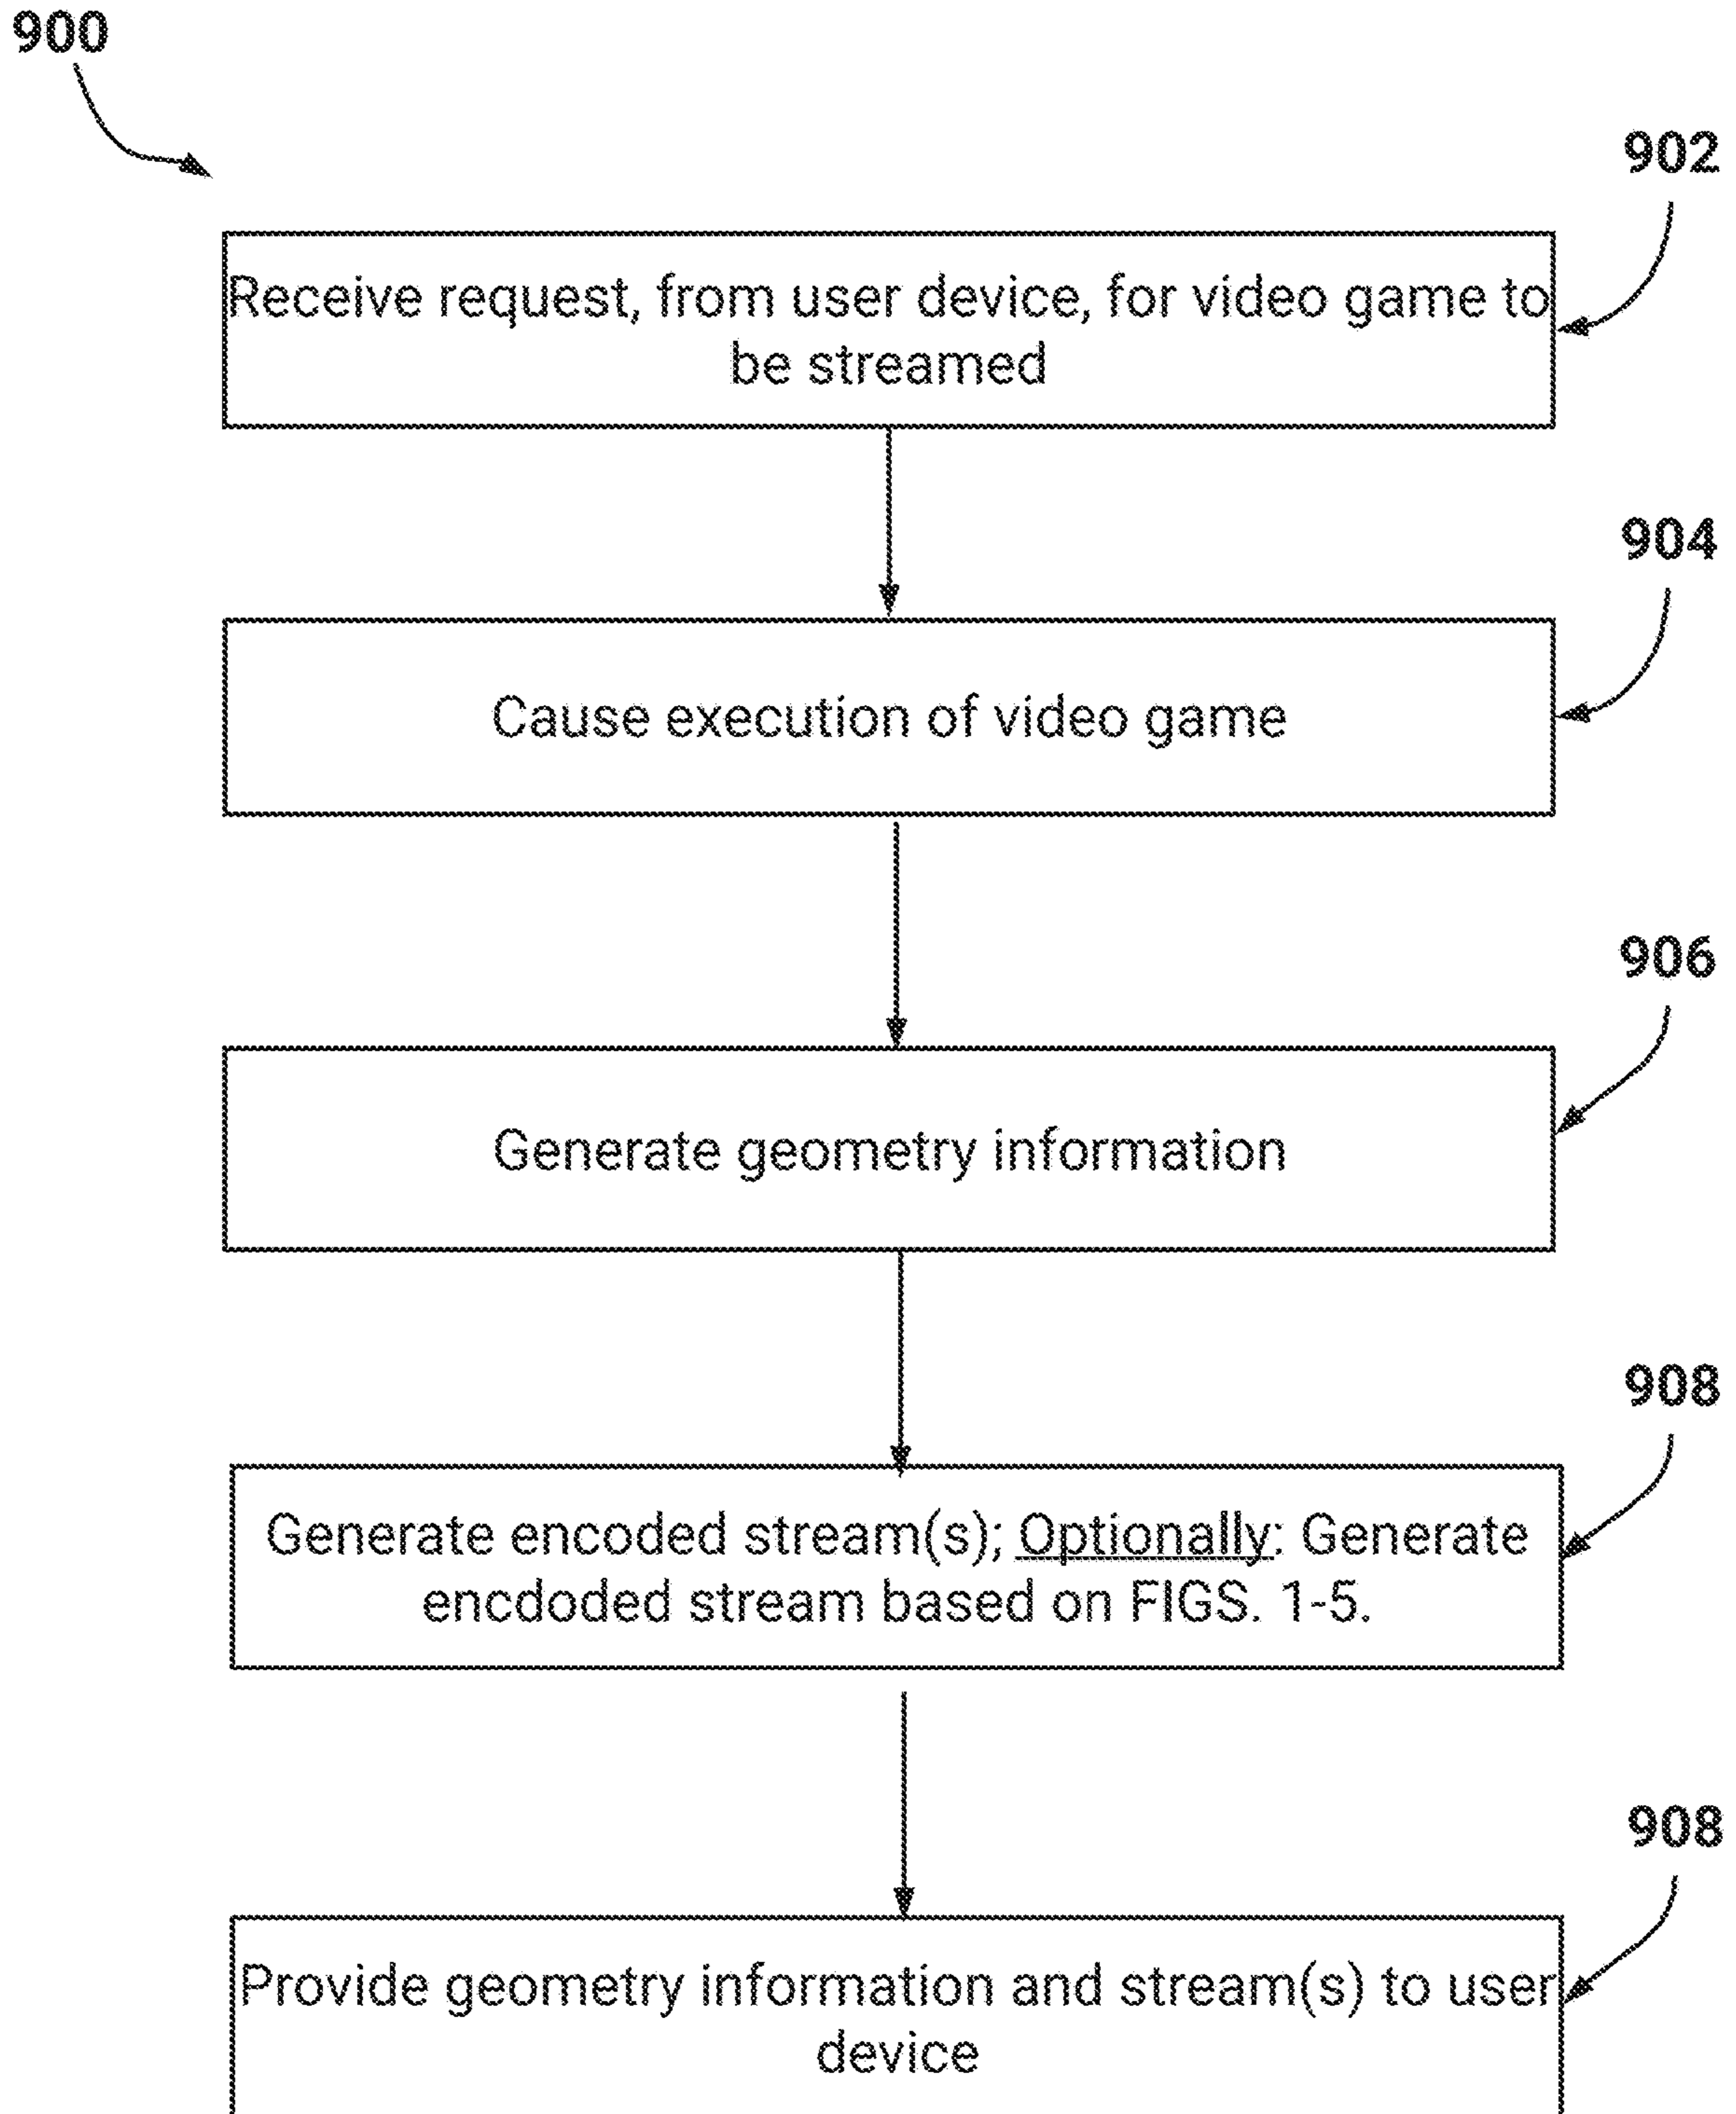 900
902
Receive request, from user device, for video game to
be streamed
904
Cause execution of video game
906
Generate geometry information
908
Generate encoded stream(s); Optionally: Generate
encdoded stream based on FIGS. 1-5.
908
Provide geometry information and stream(s) to user
device